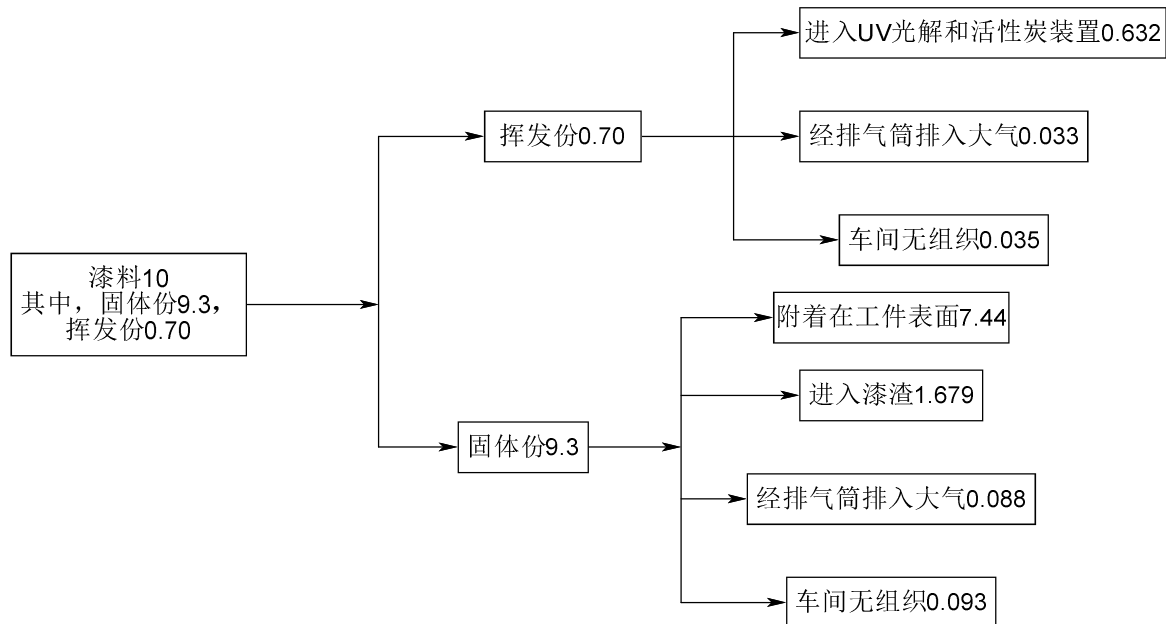 进入UV光解和活性炭装置0.632
挥发份0.70
经排气筒排入大气0.033
车间无组织0.035
漆料10
其中，固体份9.3，
挥发份0.70
附着在工件表面7.44
进入漆渣1.679
固体份9.3
经排气筒排入大气0.088
车间无组织0.093